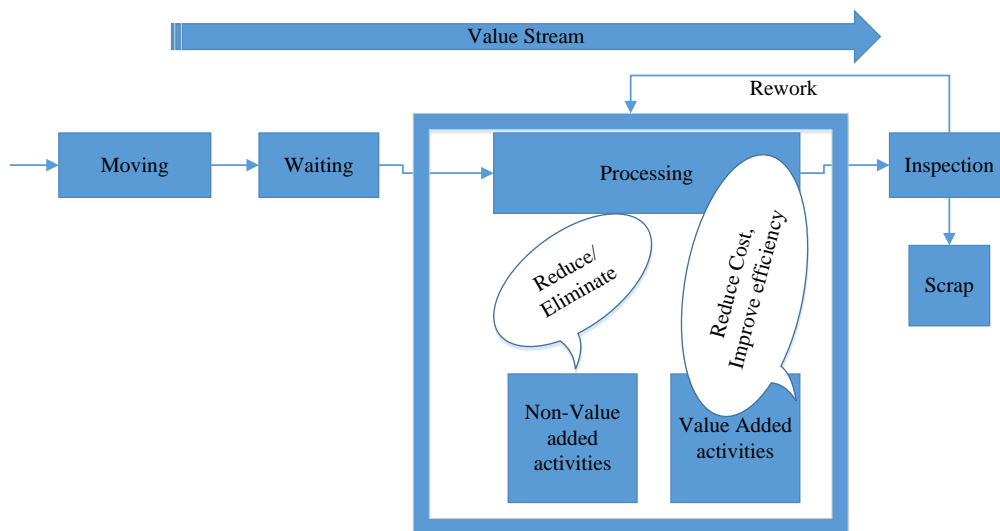 Value Stream
Rework
Moving
Waiting
Processing
Inspection
Reduce/
Eliminate
Reduce Cost,
Improve efficiency
Scrap
Non-Value
added
activities
Value Added
activities